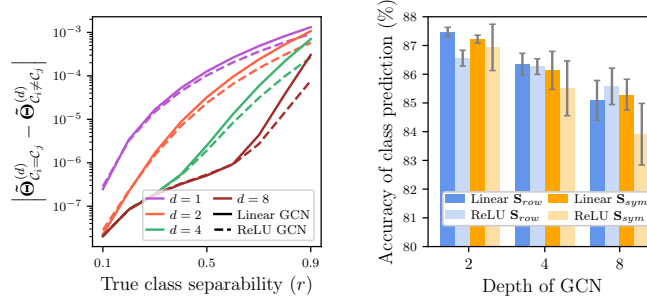 |Θ̃^{(d)}_{𝒞_i=𝒞_j} − Θ̃^{(d)}_{𝒞_i≠𝒞_j}|
10⁻³
10⁻⁴
10⁻⁵
10⁻⁶
10⁻⁷
d = 1
d = 2
d = 4
d = 8
Linear GCN
ReLU GCN
0.1
0.5
0.9
True class separability (r)
Accuracy of class prediction (%)
88
87
86
85
84
83
82
81
80
Linear S_row
ReLU S_row
Linear S_sym
ReLU S_sym
2
4
8
Depth of GCN